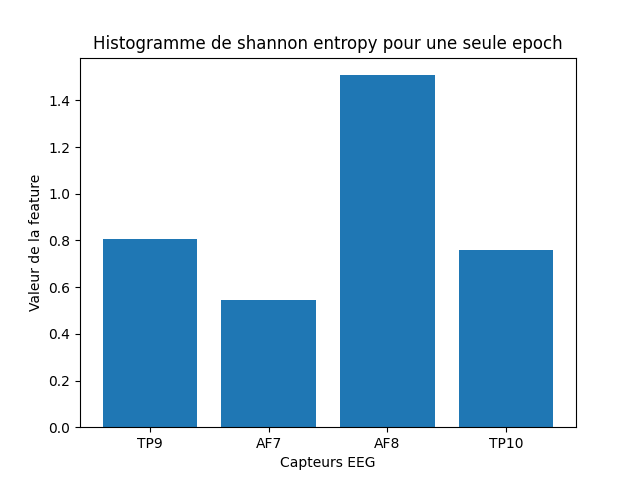 Histogramme de shannon entropy pour une seule epoch
Valeur de la feature
1.4
1.2
1.0
0.8
0.6
0.4
0.2
0.0
TP9 AF7 AF8 TP10
Capteurs EEG